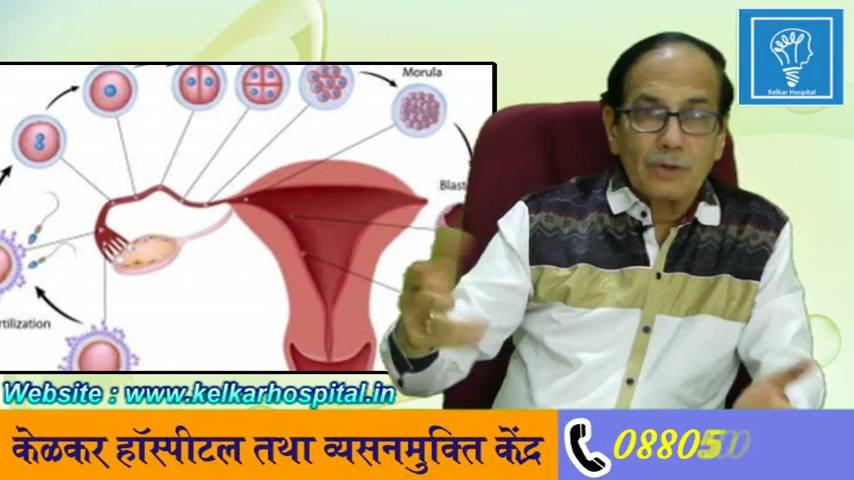 Kelkar Hospital
Morula
Blast
rtilization
Website : www.kelkarhospital.in
केळकर हॉस्पीटल तथा व्यसनमुक्ति केंद्र
08805